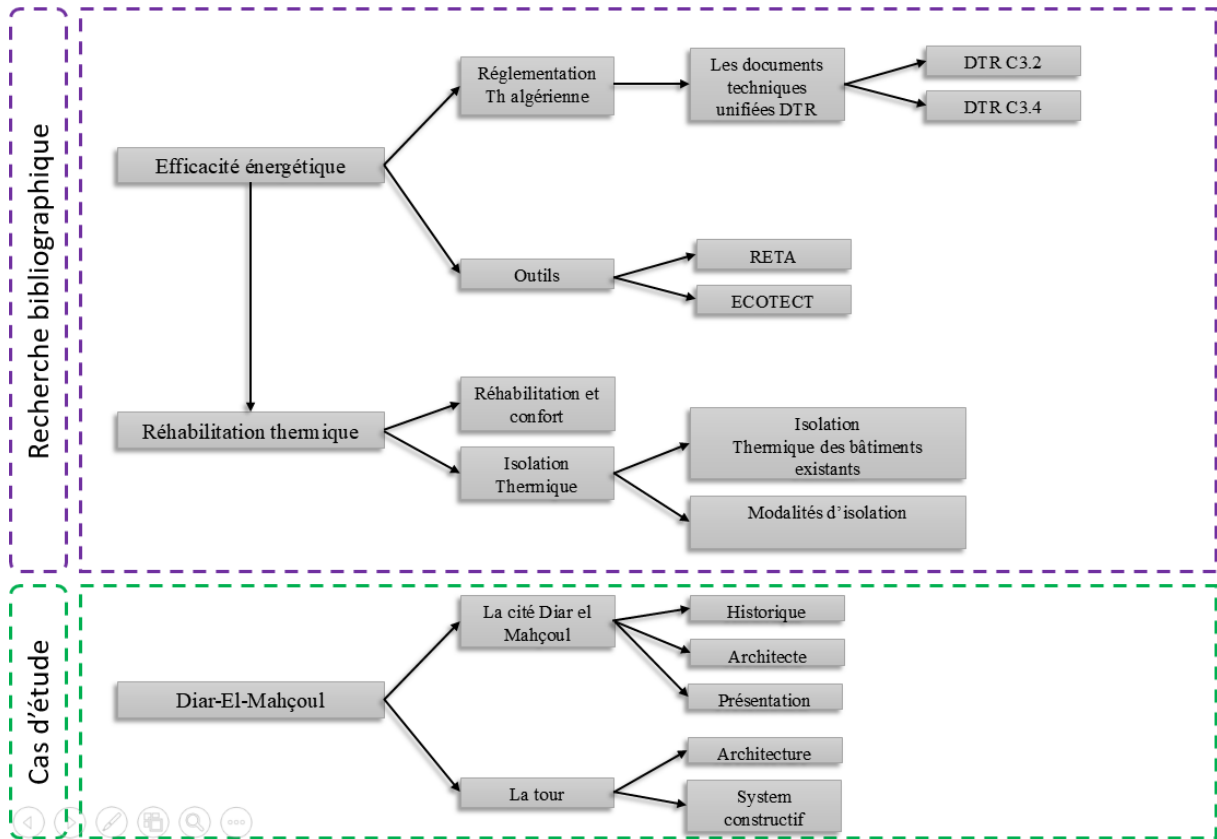 Recherche bibliographique
Réglementation
Th algérienne
Les documents
techniques
unifiées DTR
DTR C3.2
DTR C3.4
Efficacité énergétique
Outils
RETA
ECOTECT
Réhabilitation thermique
Réhabilitation et
confort
Isolation
Thermique
Isolation
Thermique des bâtiments
existants
Modalités d’isolation
Cas d’étude
Diar-El-Mahçoul
La cité Diar el
Mahçoul
Historique
Architecte
Présentation
La tour
Architecture
System
constructif